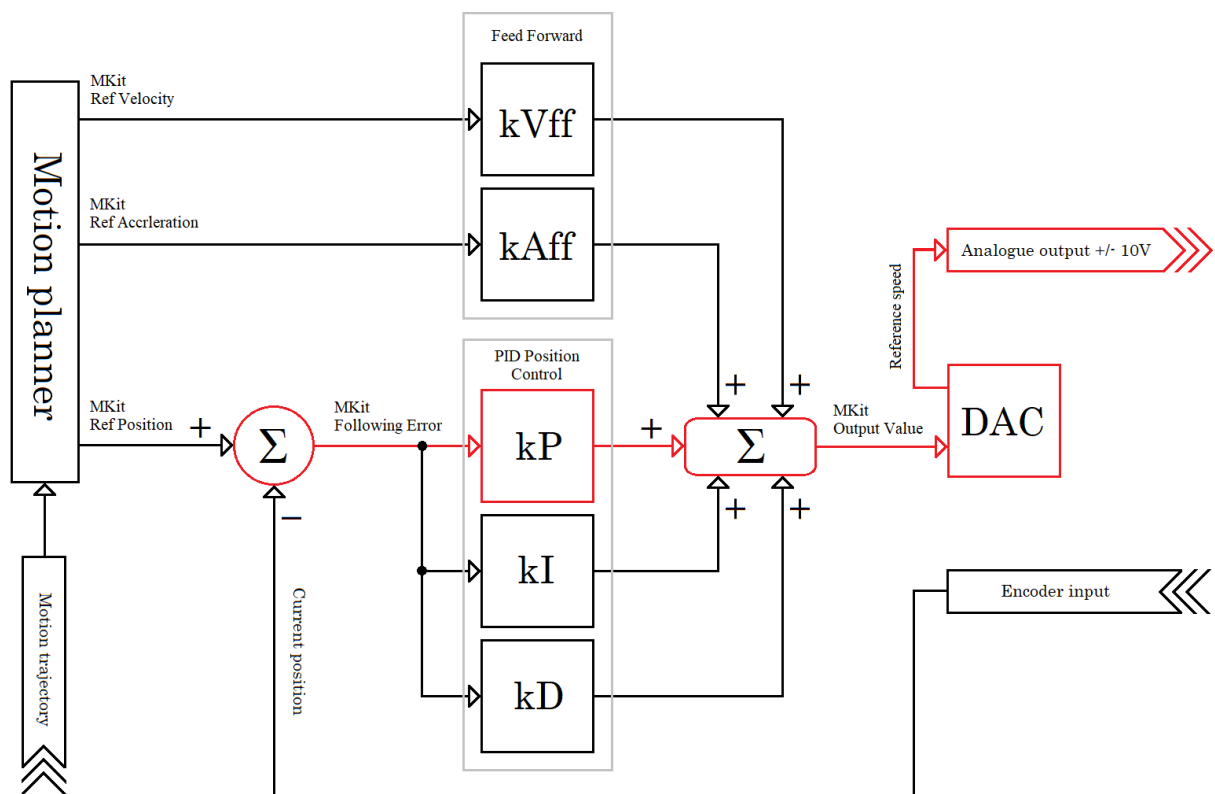 Feed Forward
MKit
Ref Velocity
kVff
MKit
Ref Accrleration
kAff
Motion planner
Analogue output +/- 10V
Reference speed
PID Position
Control
MKit
Ref Position
+
Σ
MKit
Following Error
kP
+
+
+
Σ
MKit
Output Value
DAC
−
+
+
kI
Encoder input
Motion trajectory
Current position
kD